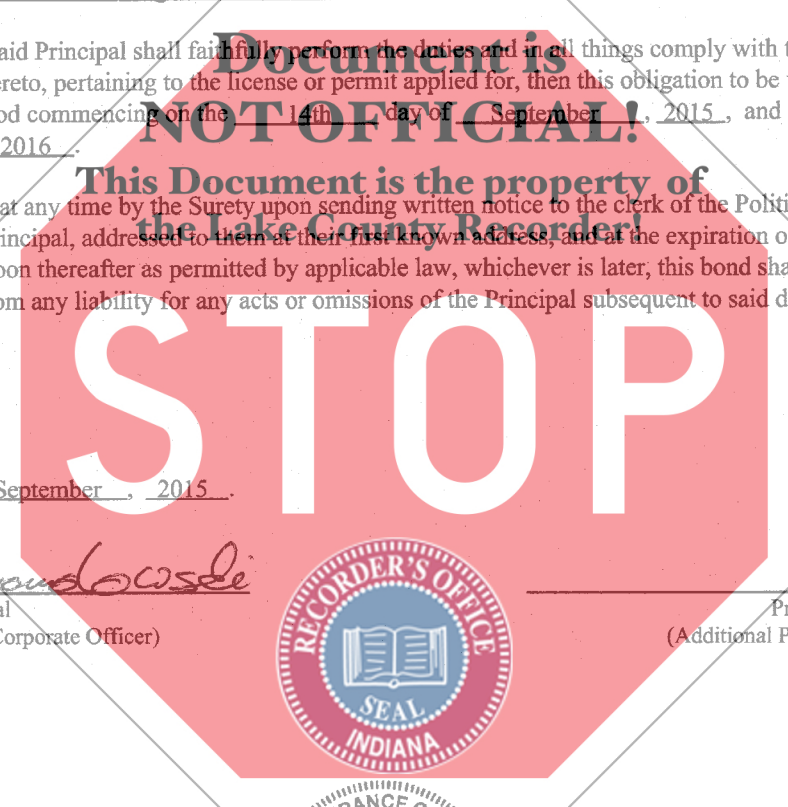 Document is
aid Principal shall faithfully perform the duties and in all things comply with t
ereto, pertaining to the license or permit applied for, then this obligation to be
NOT OFFICIAL!
od commencing on the 14th day of September, 2015, and
2016.
This Document is the property of
at any time by the Surety upon sending written notice to the clerk of the Politi
the Lake County Recorder!
incipal, addressed to them at their first known address, and at the expiration o
oon thereafter as permitted by applicable law, whichever is later, this bond sha
om any liability for any acts or omissions of the Principal subsequent to said d
STOP
September, 2015.
al
Pr
Corporate Officer)
(Additional P
RECORDER'S OFFICE
SEAL
INDIANA